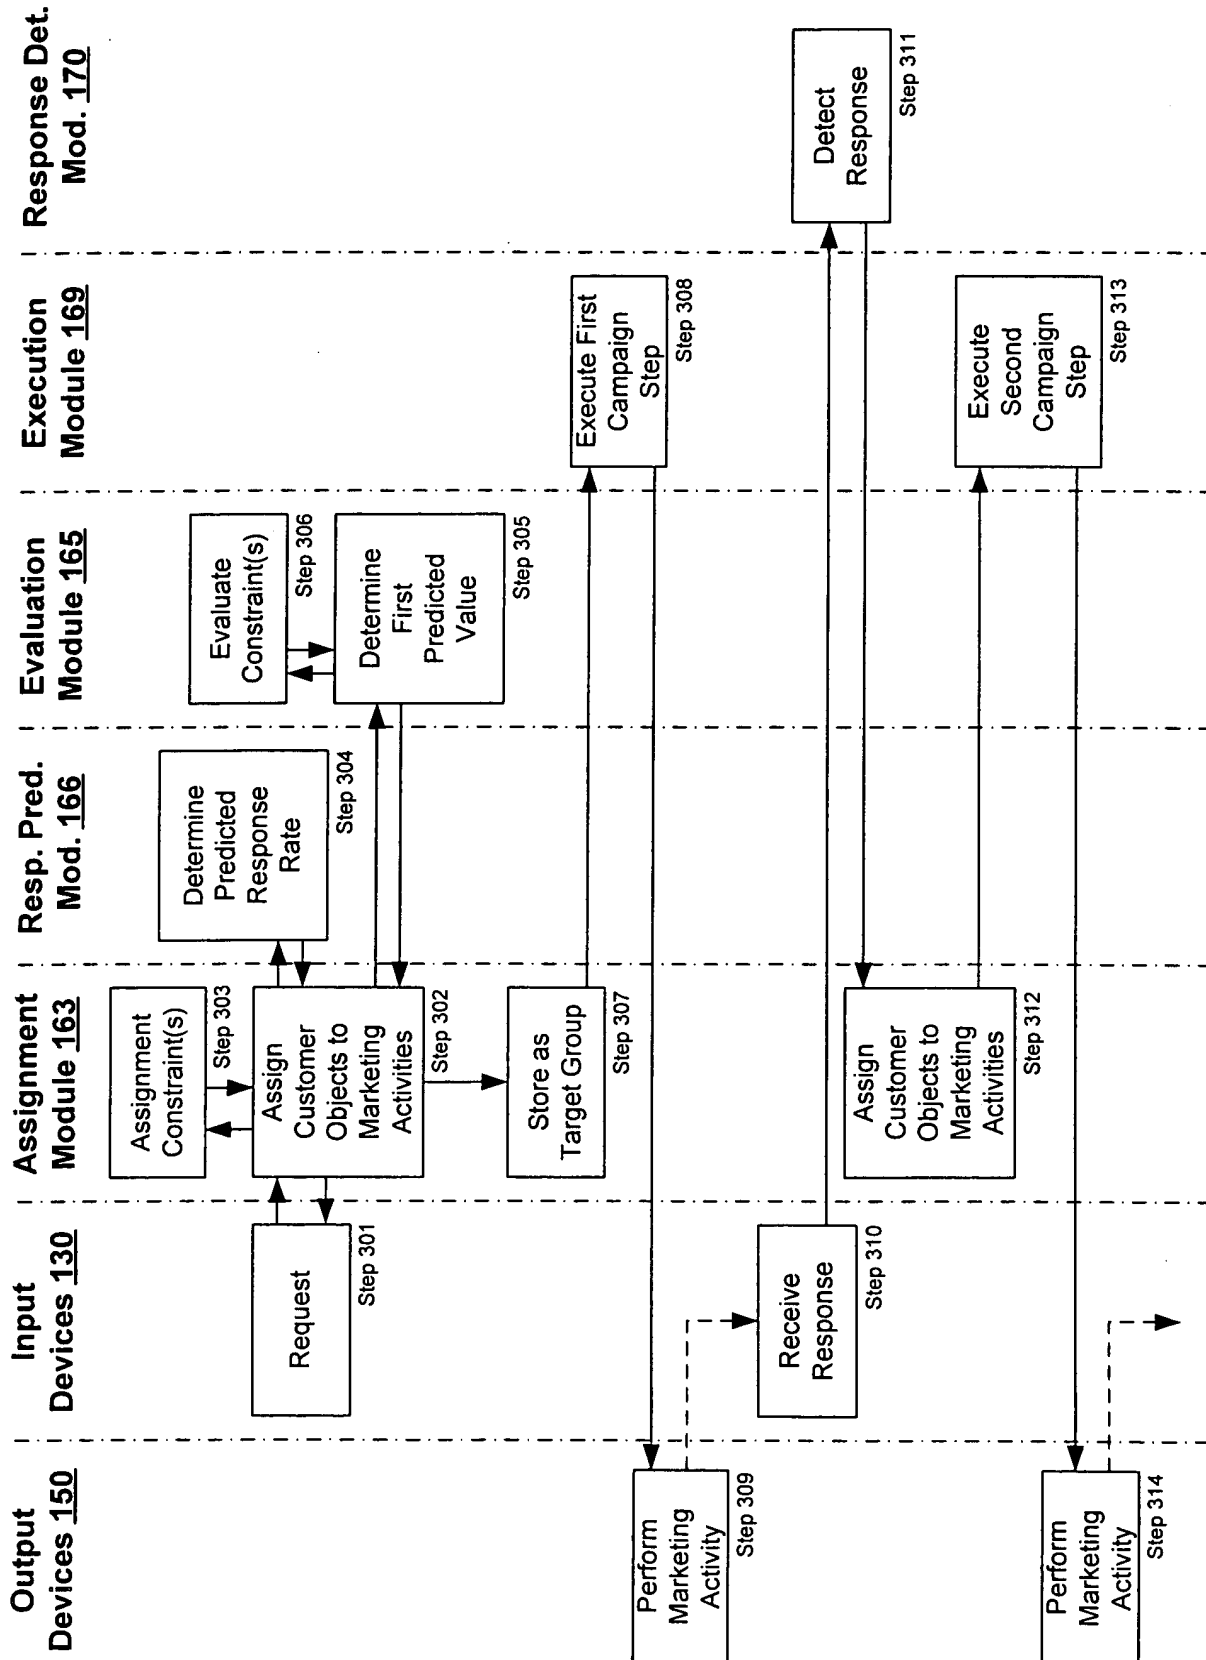 Output
Devices 150
Input
Devices 130
Assignment
Module 163
Resp. Pred.
Mod. 166
Evaluation
Module 165
Execution
Module 169
Response Det.
Mod. 170
Request
Step 301
Assignment
Constraint(s)
Step 303
Assign
Customer
Objects to
Marketing
Activities
Step 302
Determine
Predicted
Response
Rate
Step 304
Evaluate
Constraint(s)
Step 306
Determine
First
Predicted
Value
Step 305
Store as
Target Group
Step 307
Execute First
Campaign
Step
Step 308
Perform
Marketing
Activity
Step 309
Receive
Response
Step 310
Detect
Response
Step 311
Assign
Customer
Objects to
Marketing
Activities
Step 312
Execute
Second
Campaign
Step
Step 313
Perform
Marketing
Activity
Step 314